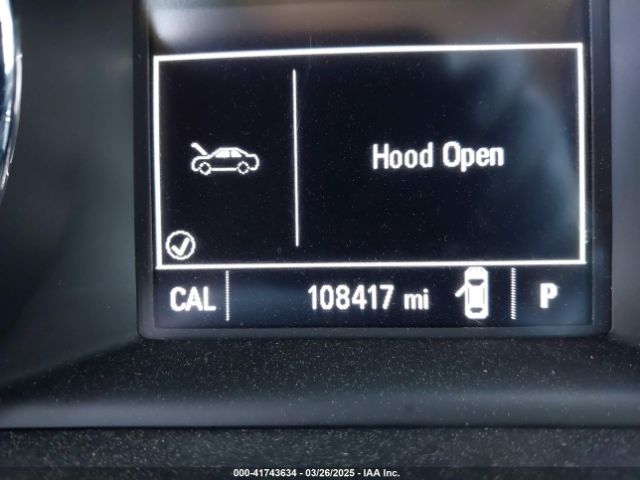 Hood Open
CAL 108417 mi P
000-41743634 - 03/26/2025 - IAA Inc.